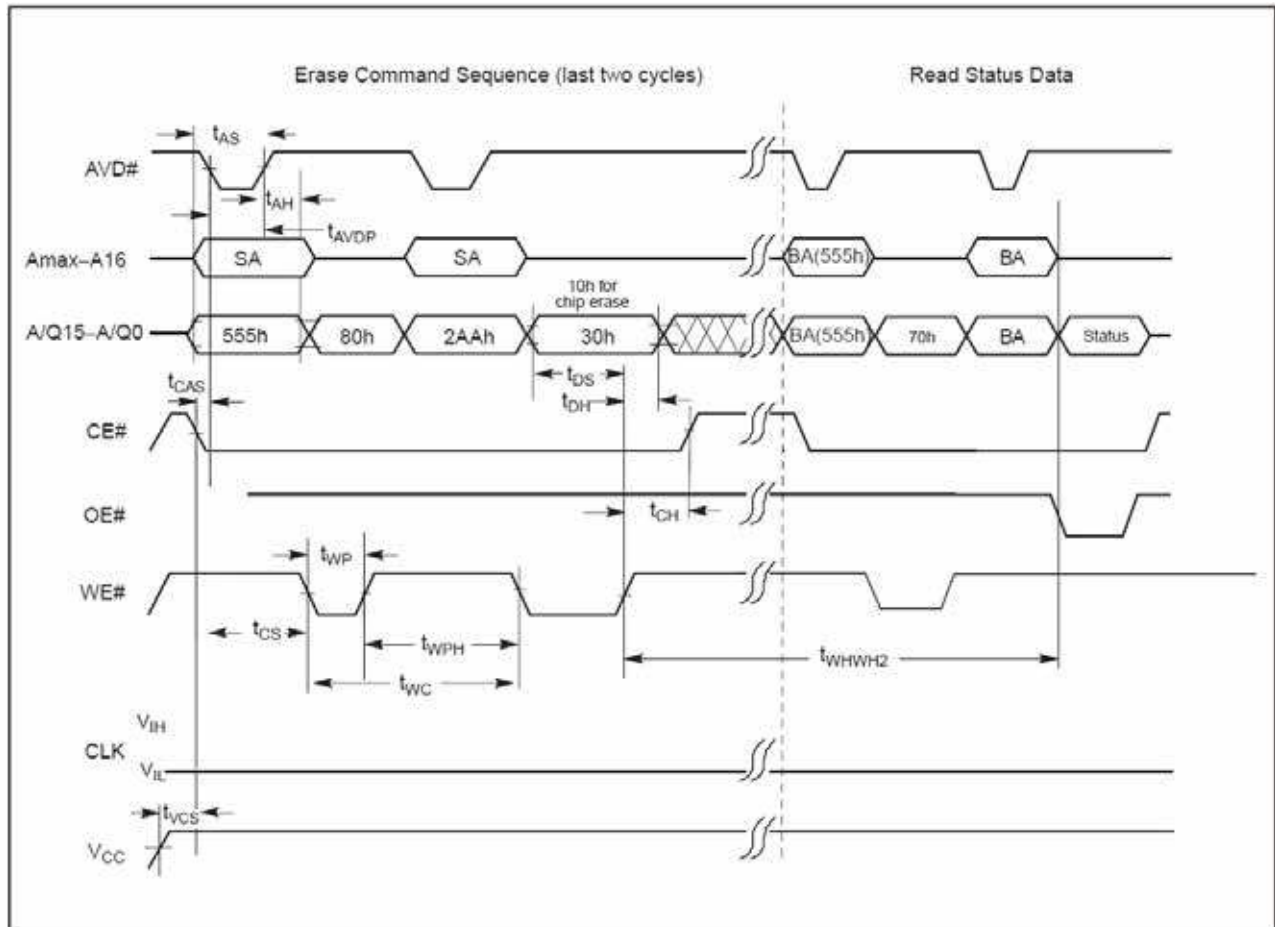 Erase Command Sequence (last two cycles)
Read Status Data
tAS
AVD#
tAH
tAVDP
Amax–A16
SA
SA
BA(555h)
BA
10h for
chip erase
A/Q15–A/Q0
555h
80h
2AAh
30h
BA(555h)
70h
BA
Status
tCAS
tDS
tDH
CE#
OE#
tCH
tWP
WE#
tCS
tWPH
tWC
tWHWH2
VIH
CLK
VIL
tVCS
VCC